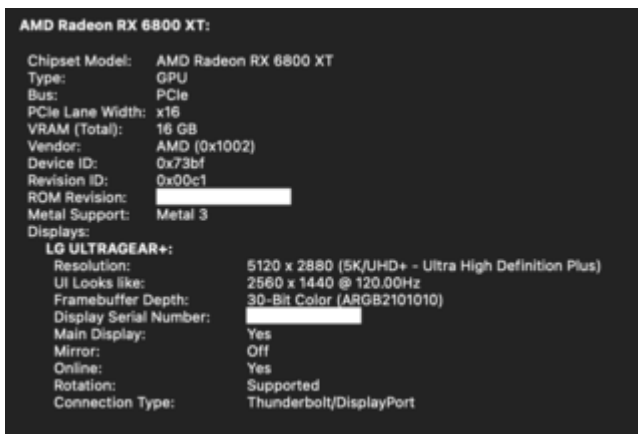 AMD Radeon RX 6800 XT:
Chipset Model: AMD Radeon RX 6800 XT
Type: GPU
Bus: PCIe
PCIe Lane Width: x16
VRAM (Total): 16 GB
Vendor: AMD (0x1002)
Device ID: 0x73bf
Revision ID: 0x00c1
ROM Revision:
Metal Support: Metal 3
Displays:
LG ULTRAGEAR+:
Resolution: 5120 x 2880 (5K/UHD+ - Ultra High Definition Plus)
UI Looks like: 2560 x 1440 @ 120.00Hz
Framebuffer Depth: 30-Bit Color (ARGB2101010)
Display Serial Number:
Main Display: Yes
Mirror: Off
Online: Yes
Rotation: Supported
Connection Type: Thunderbolt/DisplayPort